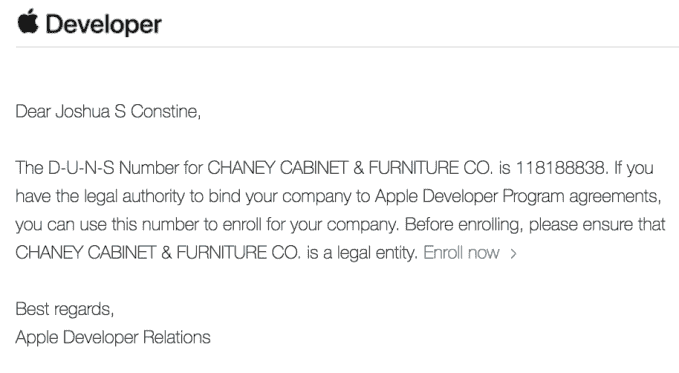 Developer
Dear Joshua S Constine,
The D-U-N-S Number for CHANEY CABINET & FURNITURE CO. is 118188838. If you
have the legal authority to bind your company to Apple Developer Program agreements,
you can use this number to enroll for your company. Before enrolling, please ensure that
CHANEY CABINET & FURNITURE CO. is a legal entity. Enroll now >
Best regards,
Apple Developer Relations